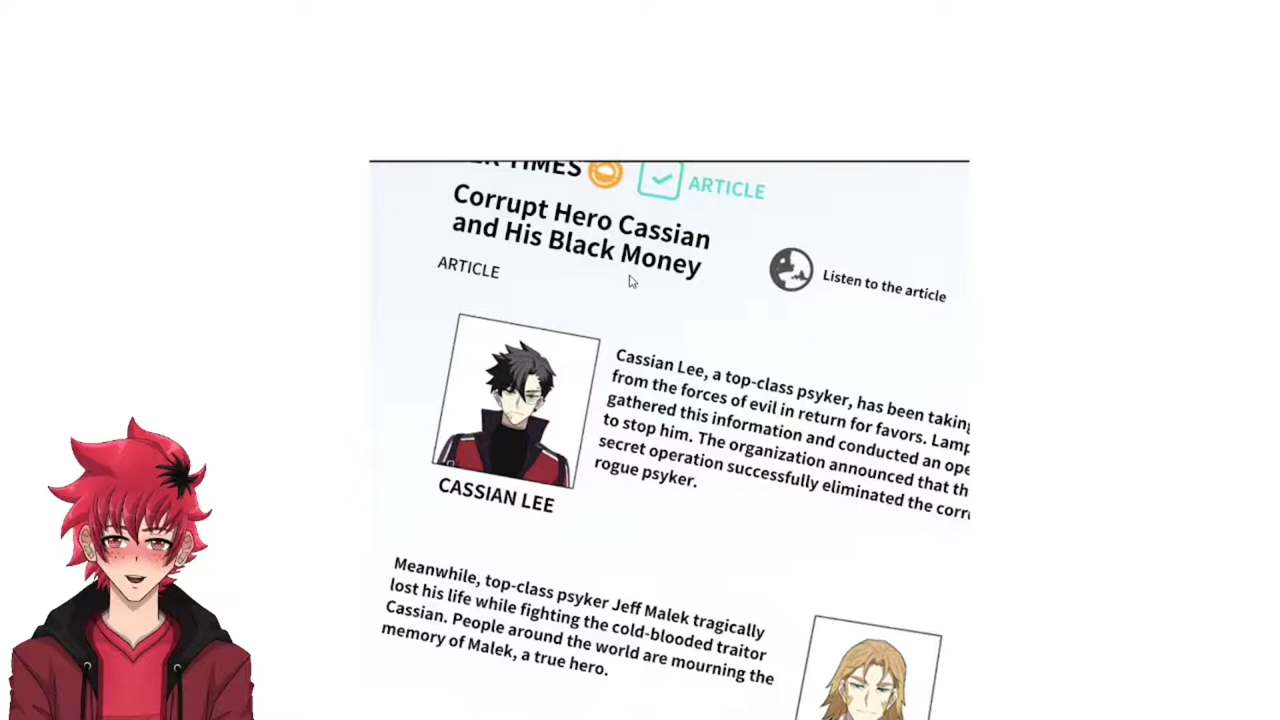 TIMES
ARTICLE
Corrupt Hero Cassian
and His Black Money
ARTICLE
Listen to the article
Cassian Lee, a top-class psyker, has been taking
from the forces of evil in return for favors.
gathered this information and conducted an
to stop him. The organization announced that
secret operation successfully eliminated the
rogue psyker.
CASSIAN LEE
Meanwhile, top-class psyker Jeff Malek tragically
lost his life while fighting the cold-blooded traitor
Cassian. People around the world are mourning the
memory of Malek, a true hero.